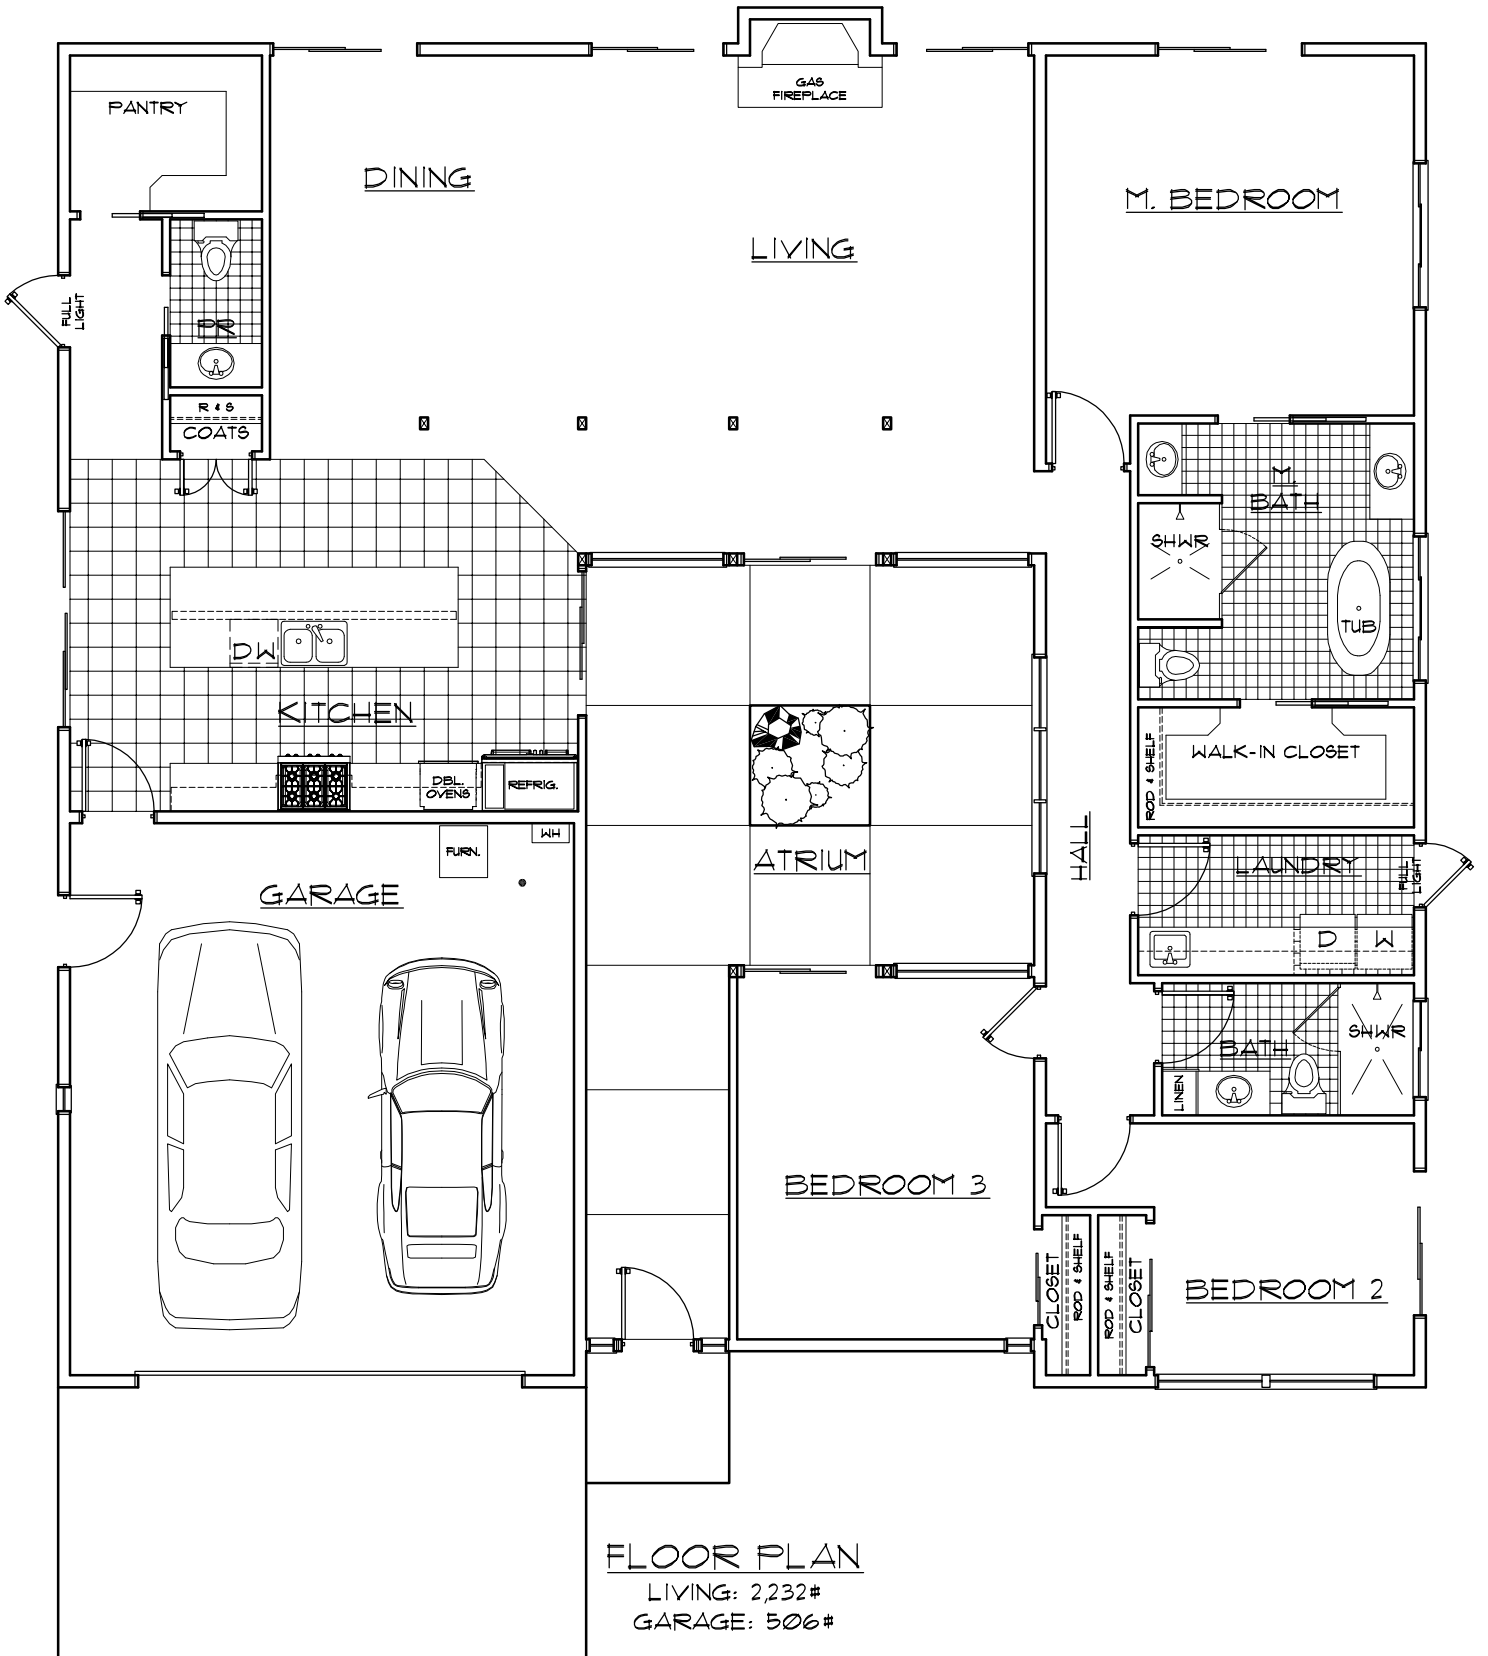 GAS
FIREPLACE
PANTRY
DINING
M. BEDROOM
LIVING
FULL
LIGHT
PR
R & S
COATS
M.
BATH
SHWR
TUB
DW
KITCHEN
WALK-IN CLOSET
ROD & SHELF
DBL.
OVENS
REFRIG.
WH
FURN.
HALL
ATRIUM
LAUNDRY
FULL
LIGHT
GARAGE
D
W
SHWR
BATH
LINEN
BEDROOM 3
CLOSET
ROD & SHELF
ROD & SHELF
CLOSET
BEDROOM 2
FLOOR PLAN
LIVING: 2,232#
GARAGE: 506#